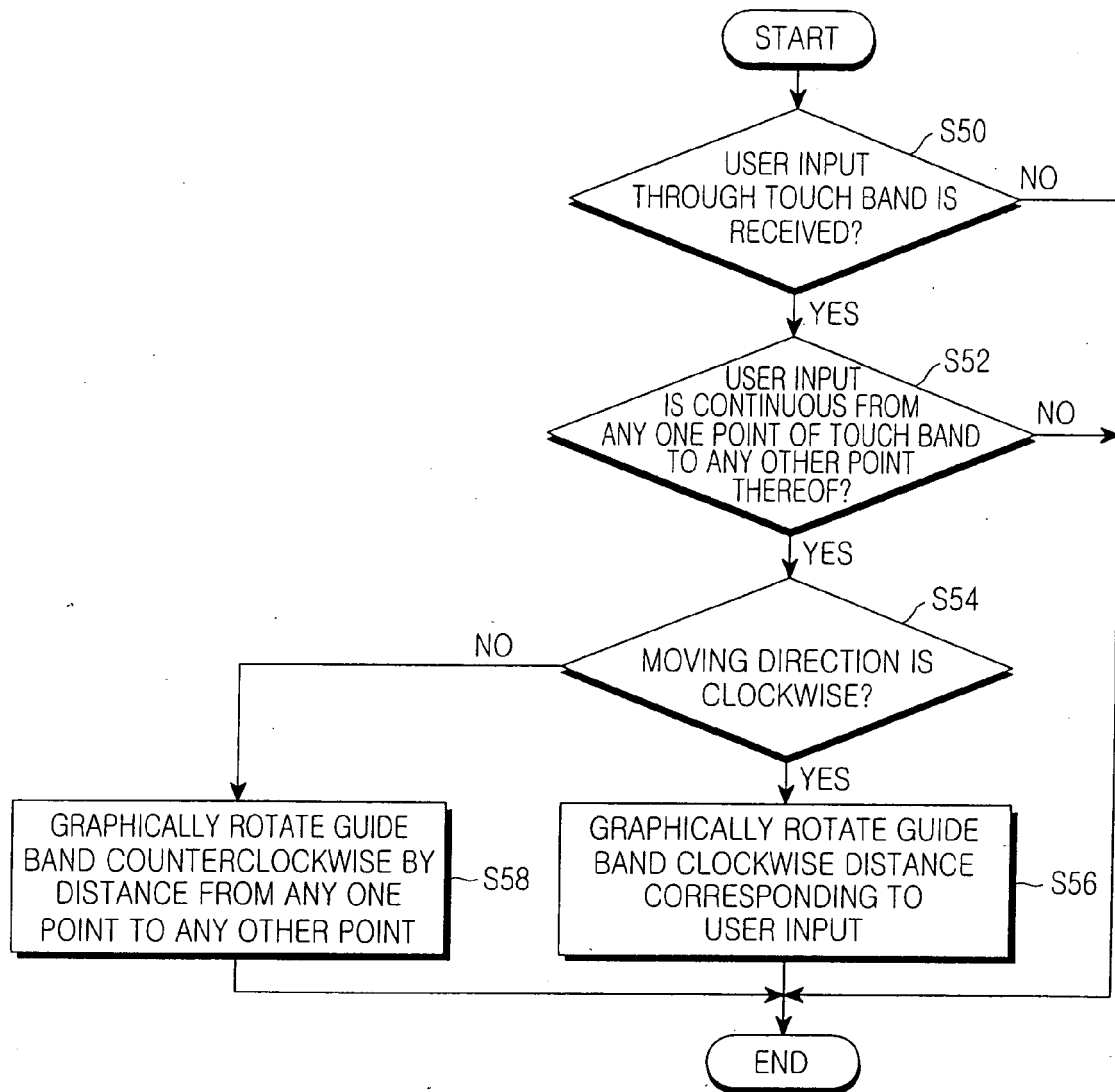 START
S50
USER INPUT
THROUGH TOUCH BAND IS
RECEIVED?
NO
YES
S52
USER INPUT
IS CONTINUOUS FROM
ANY ONE POINT OF TOUCH BAND
TO ANY OTHER POINT
THEREOF?
NO
YES
S54
NO
MOVING DIRECTION IS
CLOCKWISE?
YES
GRAPHICALLY ROTATE GUIDE
BAND COUNTERCLOCKWISE BY
DISTANCE FROM ANY ONE
POINT TO ANY OTHER POINT
S58
GRAPHICALLY ROTATE GUIDE
BAND CLOCKWISE DISTANCE
CORRESPONDING TO
USER INPUT
S56
END